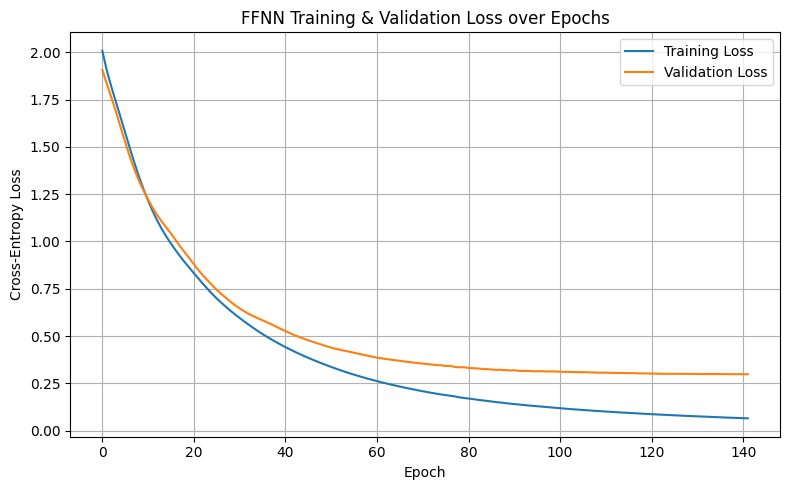 FFNN Training & Validation Loss over Epochs
Training Loss
Validation Loss
Cross-Entropy Loss
2.00
1.75
1.50
1.25
1.00
0.75
0.50
0.25
0.00
0 20 40 60 80 100 120 140
Epoch